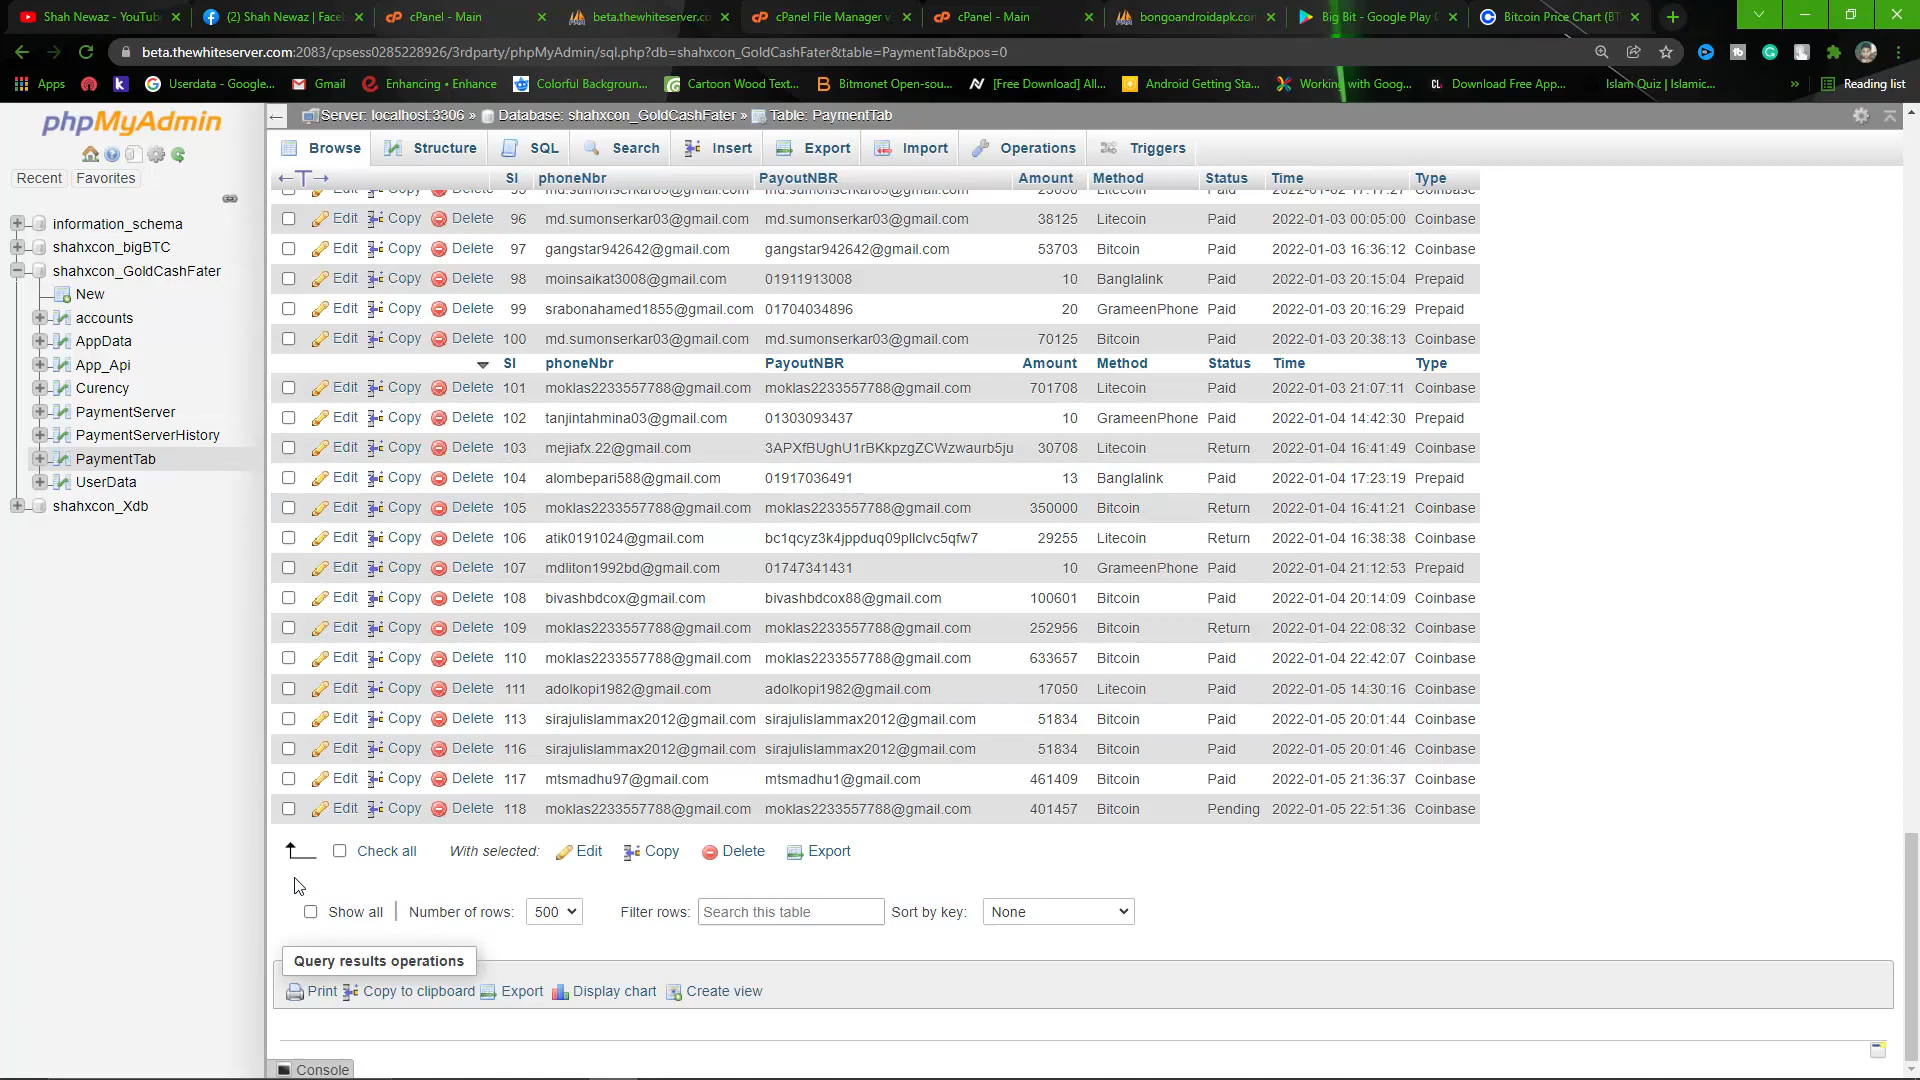 Shah Newaz - YouTub
(2) Shah Newaz | Face
cPanel - Main
beta.thewhiteserver.co
cPanel File Manager v
cPanel - Main
bongoandroidapk.com
Big Bit - Google Play C
Bitcoin Price Chart (BT
beta.thewhiteserver.com:2083/cpsess0285228926/3rdparty/phpMyAdmin/sql.php?db=shahxcon_GoldCashFater&table=PaymentTab&pos=0
Apps
Userdata - Google...
Gmail
Enhancing • Enhance
Colorful Backgroun...
Cartoon Wood Text...
Bitmonet Open-sou...
[Free Download] All...
Android Getting Sta...
Working with Goog...
Download Free App...
Islam Quiz | Islamic...
»
Reading list
phpMyAdmin
Recent Favorites
information_schema
shahxcon_bigBTC
shahxcon_GoldCashFater
New
accounts
AppData
App_Api
Curency
PaymentServer
PaymentServerHistory
PaymentTab
UserData
shahxcon_Xdb
Server: localhost:3306 » Database: shahxcon_GoldCashFater » Table: PaymentTab
Browse Structure SQL Search Insert Export Import Operations Triggers
←T→ Sl phoneNbr PayoutNBR Amount Method Status Time Type
Edit Copy Delete 95 md.sumonserkar03@gmail.com md.sumonserkar03@gmail.com Bitcoin Paid 2022-01-02 17:17:27 Coinbase
Edit Copy Delete 96 md.sumonserkar03@gmail.com md.sumonserkar03@gmail.com 38125 Litecoin Paid 2022-01-03 00:05:00 Coinbase
Edit Copy Delete 97 gangstar942642@gmail.com gangstar942642@gmail.com 53703 Bitcoin Paid 2022-01-03 16:36:12 Coinbase
Edit Copy Delete 98 moinsaikat3008@gmail.com 01911913008 10 Banglalink Paid 2022-01-03 20:15:04 Prepaid
Edit Copy Delete 99 srabonahamed1855@gmail.com 01704034896 20 GrameenPhone Paid 2022-01-03 20:16:29 Prepaid
Edit Copy Delete 100 md.sumonserkar03@gmail.com md.sumonserkar03@gmail.com 70125 Bitcoin Paid 2022-01-03 20:38:13 Coinbase
Sl phoneNbr PayoutNBR Amount Method Status Time Type
Edit Copy Delete 101 moklas2233557788@gmail.com moklas2233557788@gmail.com 701708 Litecoin Paid 2022-01-03 21:07:11 Coinbase
Edit Copy Delete 102 tanjintahmina03@gmail.com 01303093437 10 GrameenPhone Paid 2022-01-04 14:42:30 Prepaid
Edit Copy Delete 103 mejiafx.22@gmail.com 3APXfBUghU1rBKkpzgZCWzwaurb5ju 30708 Litecoin Return 2022-01-04 16:41:49 Coinbase
Edit Copy Delete 104 alombepari588@gmail.com 01917036491 13 Banglalink Paid 2022-01-04 17:23:19 Prepaid
Edit Copy Delete 105 moklas2233557788@gmail.com moklas2233557788@gmail.com 350000 Bitcoin Return 2022-01-04 16:41:21 Coinbase
Edit Copy Delete 106 atik0191024@gmail.com bc1qcyz3k4jppduq09pllclvc5qfw7 29255 Litecoin Return 2022-01-04 16:38:38 Coinbase
Edit Copy Delete 107 mdliton1992bd@gmail.com 01747341431 10 GrameenPhone Paid 2022-01-04 21:12:53 Prepaid
Edit Copy Delete 108 bivashbdcox@gmail.com bivashbdcox88@gmail.com 100601 Bitcoin Paid 2022-01-04 20:14:09 Coinbase
Edit Copy Delete 109 moklas2233557788@gmail.com moklas2233557788@gmail.com 252956 Bitcoin Return 2022-01-04 22:08:32 Coinbase
Edit Copy Delete 110 moklas2233557788@gmail.com moklas2233557788@gmail.com 633657 Bitcoin Paid 2022-01-04 22:42:07 Coinbase
Edit Copy Delete 111 adolkopi1982@gmail.com adolkopi1982@gmail.com 17050 Litecoin Paid 2022-01-05 14:30:16 Coinbase
Edit Copy Delete 113 sirajulislammax2012@gmail.com sirajulislammax2012@gmail.com 51834 Bitcoin Paid 2022-01-05 20:01:44 Coinbase
Edit Copy Delete 116 sirajulislammax2012@gmail.com sirajulislammax2012@gmail.com 51834 Bitcoin Paid 2022-01-05 20:01:46 Coinbase
Edit Copy Delete 117 mtsmadhu97@gmail.com mtsmadhu1@gmail.com 461409 Bitcoin Paid 2022-01-05 21:36:37 Coinbase
Edit Copy Delete 118 moklas2233557788@gmail.com moklas2233557788@gmail.com 401457 Bitcoin Pending 2022-01-05 22:51:36 Coinbase
Check all With selected: Edit Copy Delete Export
Show all | Number of rows: 500 Filter rows: Search this table Sort by key: None
Query results operations
Print Copy to clipboard Export Display chart Create view
Console